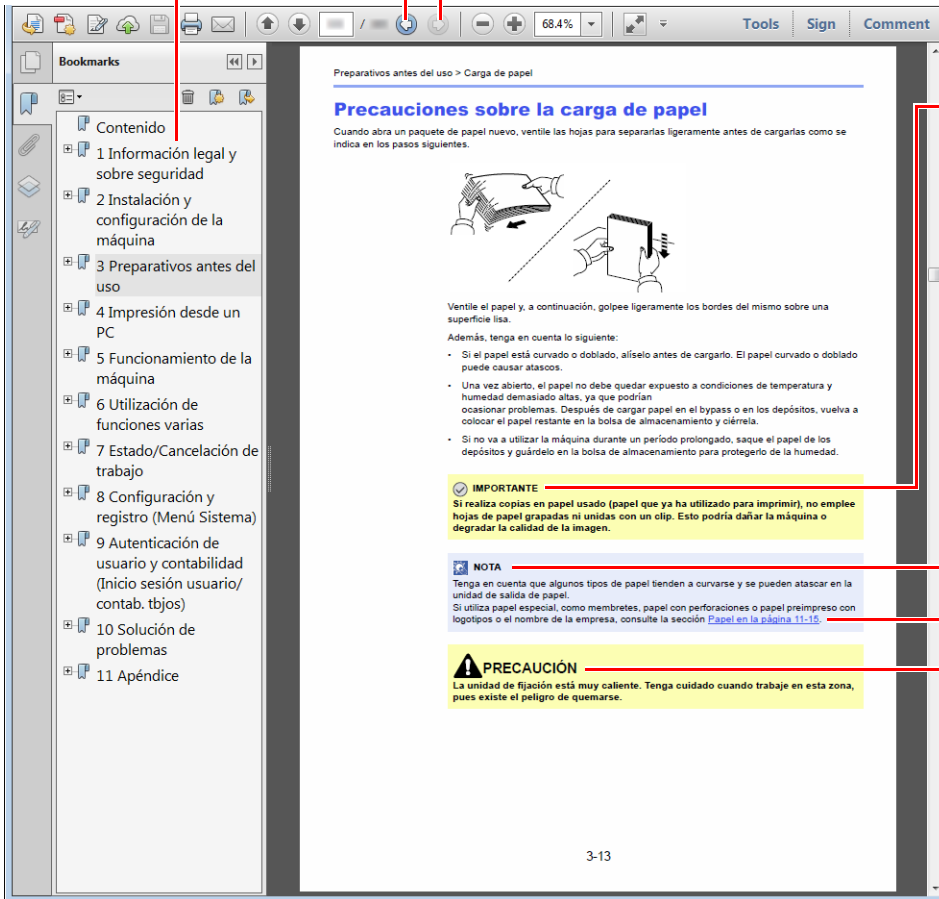 /
68.4%
Tools
Sign
Comment
Bookmarks
Contenido
1 Información legal y
sobre seguridad
2 Instalación y
configuración de la
máquina
3 Preparativos antes del
uso
4 Impresión desde un
PC
5 Funcionamiento de la
máquina
6 Utilización de
funciones varias
7 Estado/Cancelación de
trabajo
8 Configuración y
registro (Menú Sistema)
9 Autenticación de
usuario y contabilidad
(Inicio sesión usuario/
contab. tbjos)
10 Solución de
problemas
11 Apéndice
Preparativos antes del uso > Carga de papel
Precauciones sobre la carga de papel
Cuando abra un paquete de papel nuevo, ventile las hojas para separarlas ligeramente antes de cargarlas como se
indica en los pasos siguientes.
Ventile el papel y, a continuación, golpee ligeramente los bordes del mismo sobre una
superficie lisa.
Además, tenga en cuenta lo siguiente:
• Si el papel está curvado o doblado, alíselo antes de cargarlo. El papel curvado o doblado
puede causar atascos.
• Una vez abierto, el papel no debe quedar expuesto a condiciones de temperatura y
humedad demasiado altas, ya que podrían
ocasionar problemas. Después de cargar papel en el bypass o en los depósitos, vuelva a
colocar el papel restante en la bolsa de almacenamiento y ciérrela.
• Si no va a utilizar la máquina durante un período prolongado, saque el papel de los
depósitos y guárdelo en la bolsa de almacenamiento para protegerlo de la humedad.
IMPORTANTE
Si realiza copias en papel usado (papel que ya ha utilizado para imprimir), no emplee
hojas de papel grapadas ni unidas con un clip. Esto podría dañar la máquina o
degradar la calidad de la imagen.
NOTA
Tenga en cuenta que algunos tipos de papel tienden a curvarse y se pueden atascar en la
unidad de salida de papel.
Si utiliza papel especial, como membretes, papel con perforaciones o papel preimpreso con
logotipos o el nombre de la empresa, consulte la sección Papel en la página 11-15.
PRECAUCIÓN
La unidad de fijación está muy caliente. Tenga cuidado cuando trabaje en esta zona,
pues existe el peligro de quemarse.
3-13